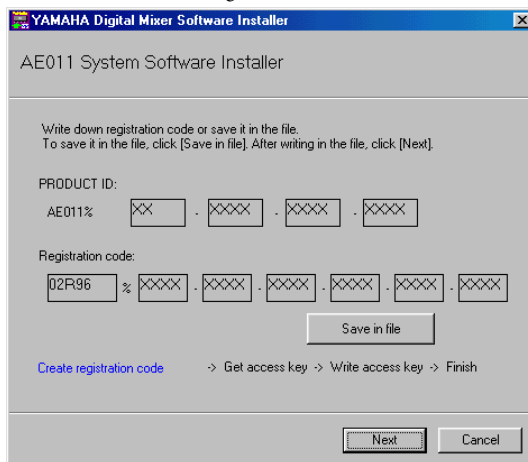 YAMAHA Digital Mixer Software Installer
AE011 System Software Installer
Write down registration code or save it in the file.
To save it in the file, click [Save in file]. After writing in the file, click [Next].
PRODUCT ID:
AE011% XX . XXXX . XXXX . XXXX
Registration code:
02R96 % XXXX . XXXX . XXXX . XXXX . XXXX . XXXX
Save in file
Create registration code -> Get access key -> Write access key -> Finish
Next Cancel